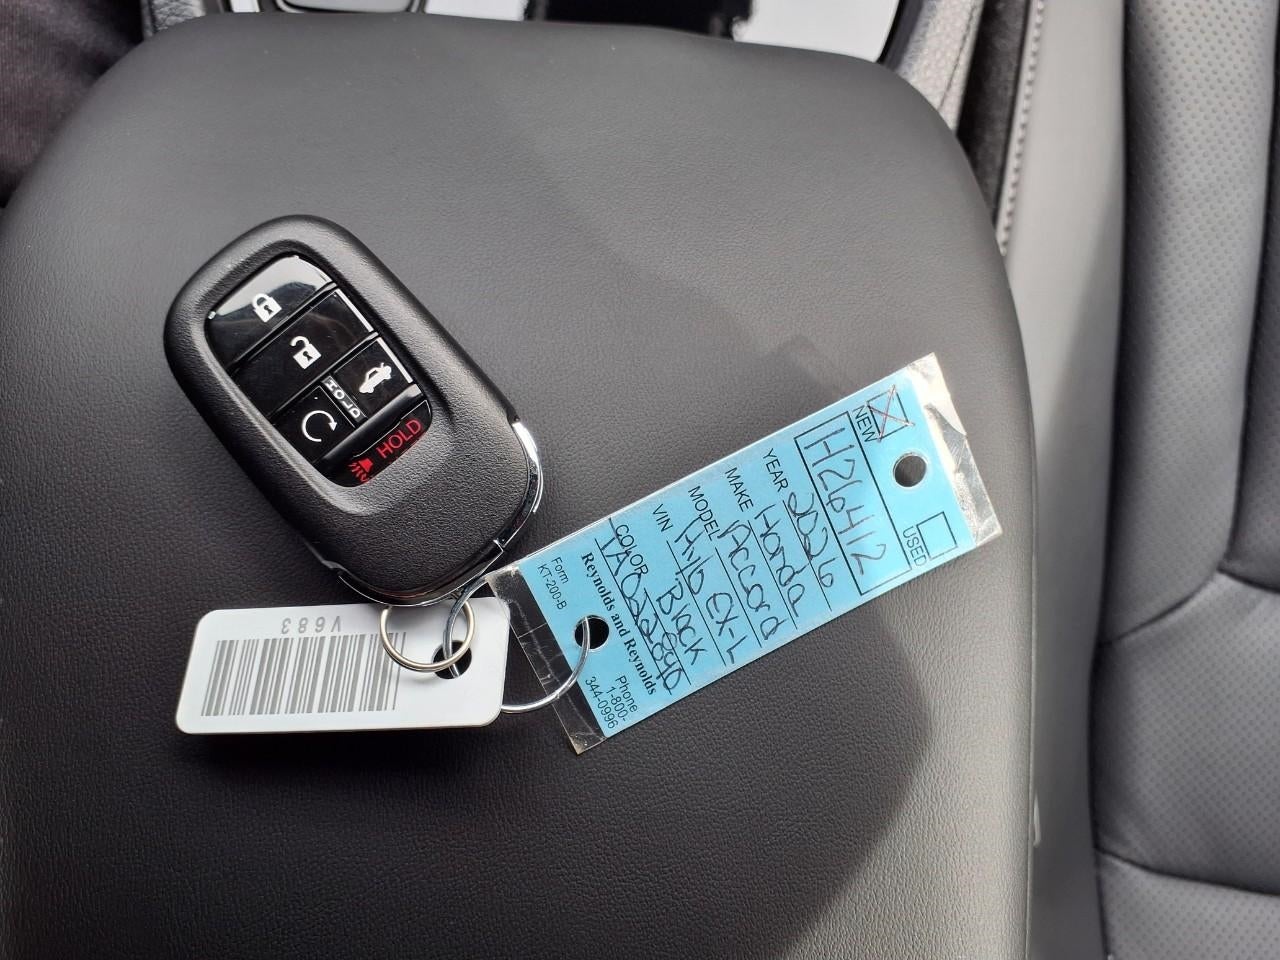 HOLD
HOLD
V683
NEW
USED
H26412
YEAR 2026
MAKE Honda
MODEL Accord
VIN Hyb EX-L
COLOR Black
Reynolds and Reynolds
Form
KT-200-B
Phone
1-800-
344-0996